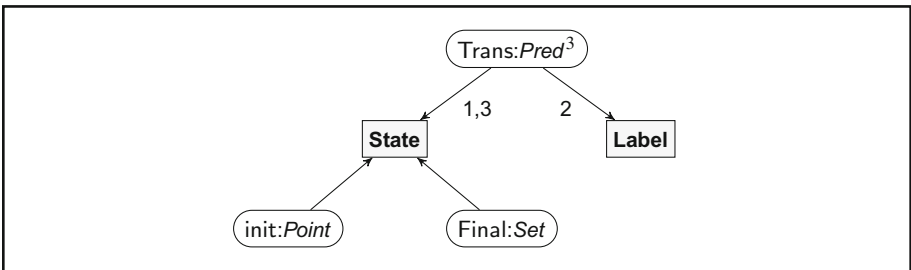 Trans:Pred³
1,3 2
State Label
init:Point Final:Set